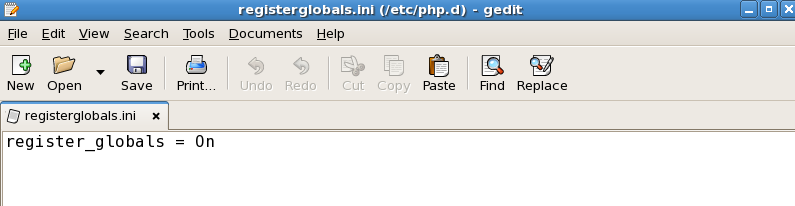 registerglobals.ini (/etc/php.d) - gedit
File Edit View Search Tools Documents Help
New Open Save Print... Undo Redo Cut Copy Paste Find Replace
registerglobals.ini
register_globals = On